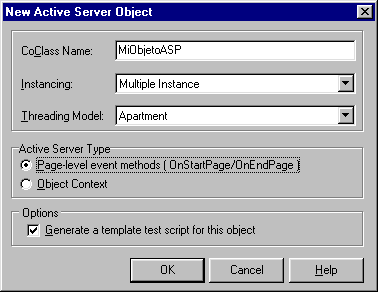 New Active Server Object
CoClass Name: MiObjetoASP
Instancing: Multiple Instance
Threading Model: Apartment
Active Server Type
Page-level event methods ( OnStartPage/OnEndPage )
Object Context
Options
Generate a template test script for this object
OK Cancel Help